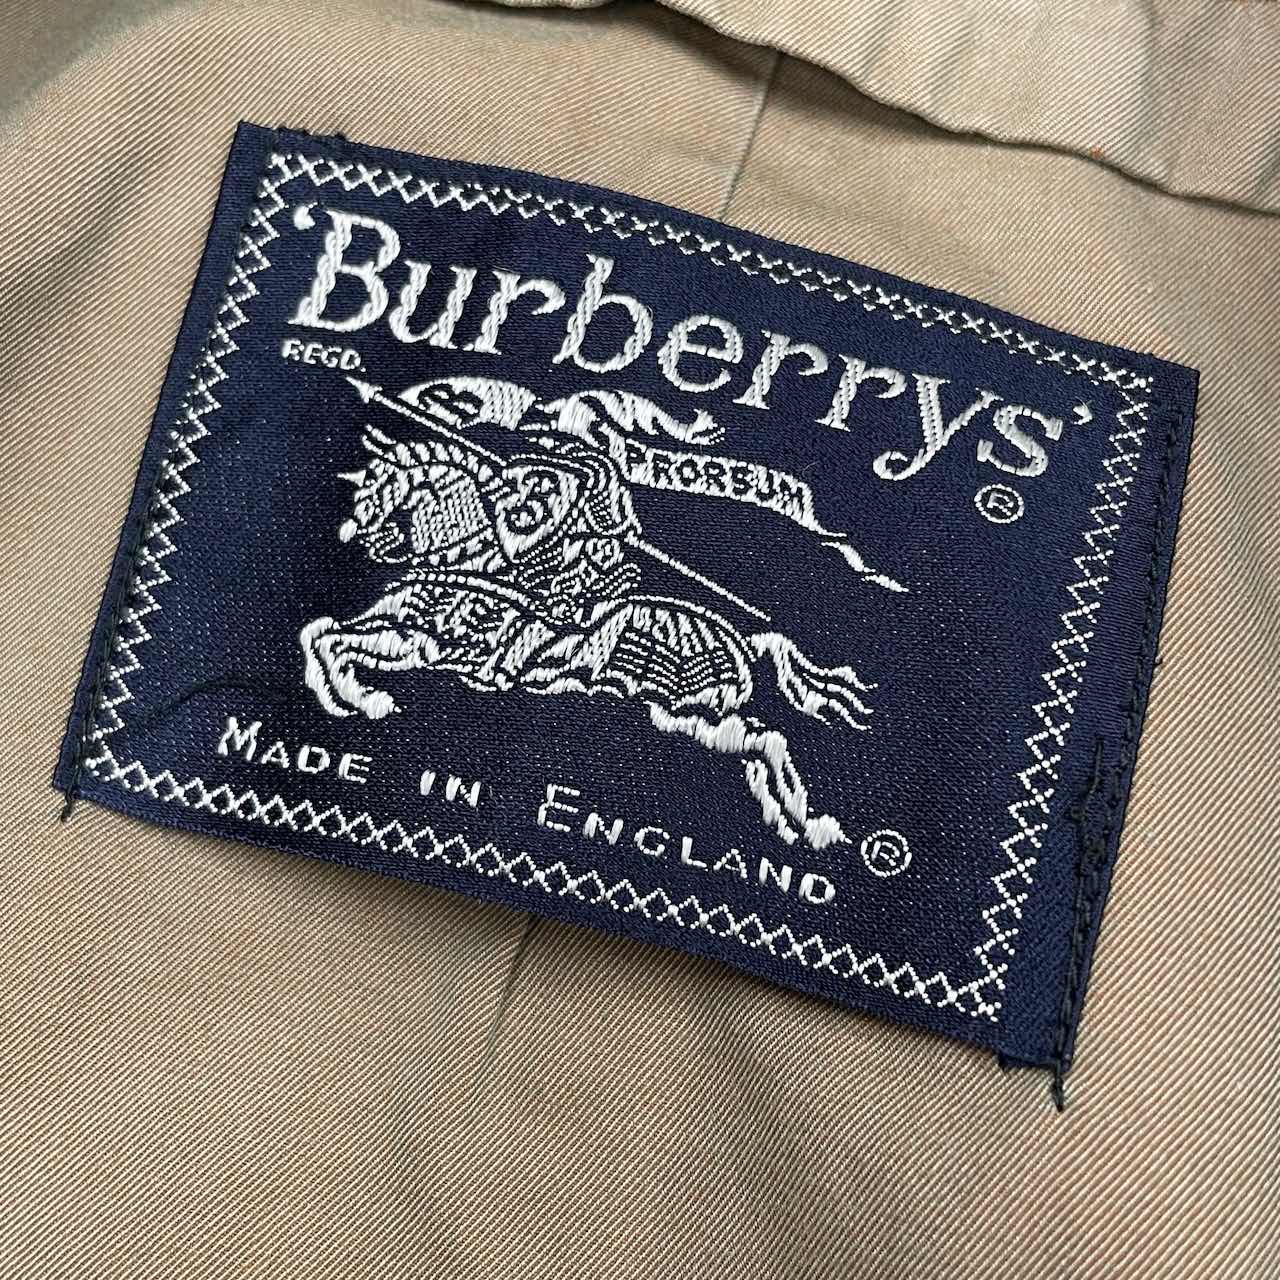 ‘Burberrys’
REGD.
®
B
PRORSUM
MADE IN ENGLAND
®